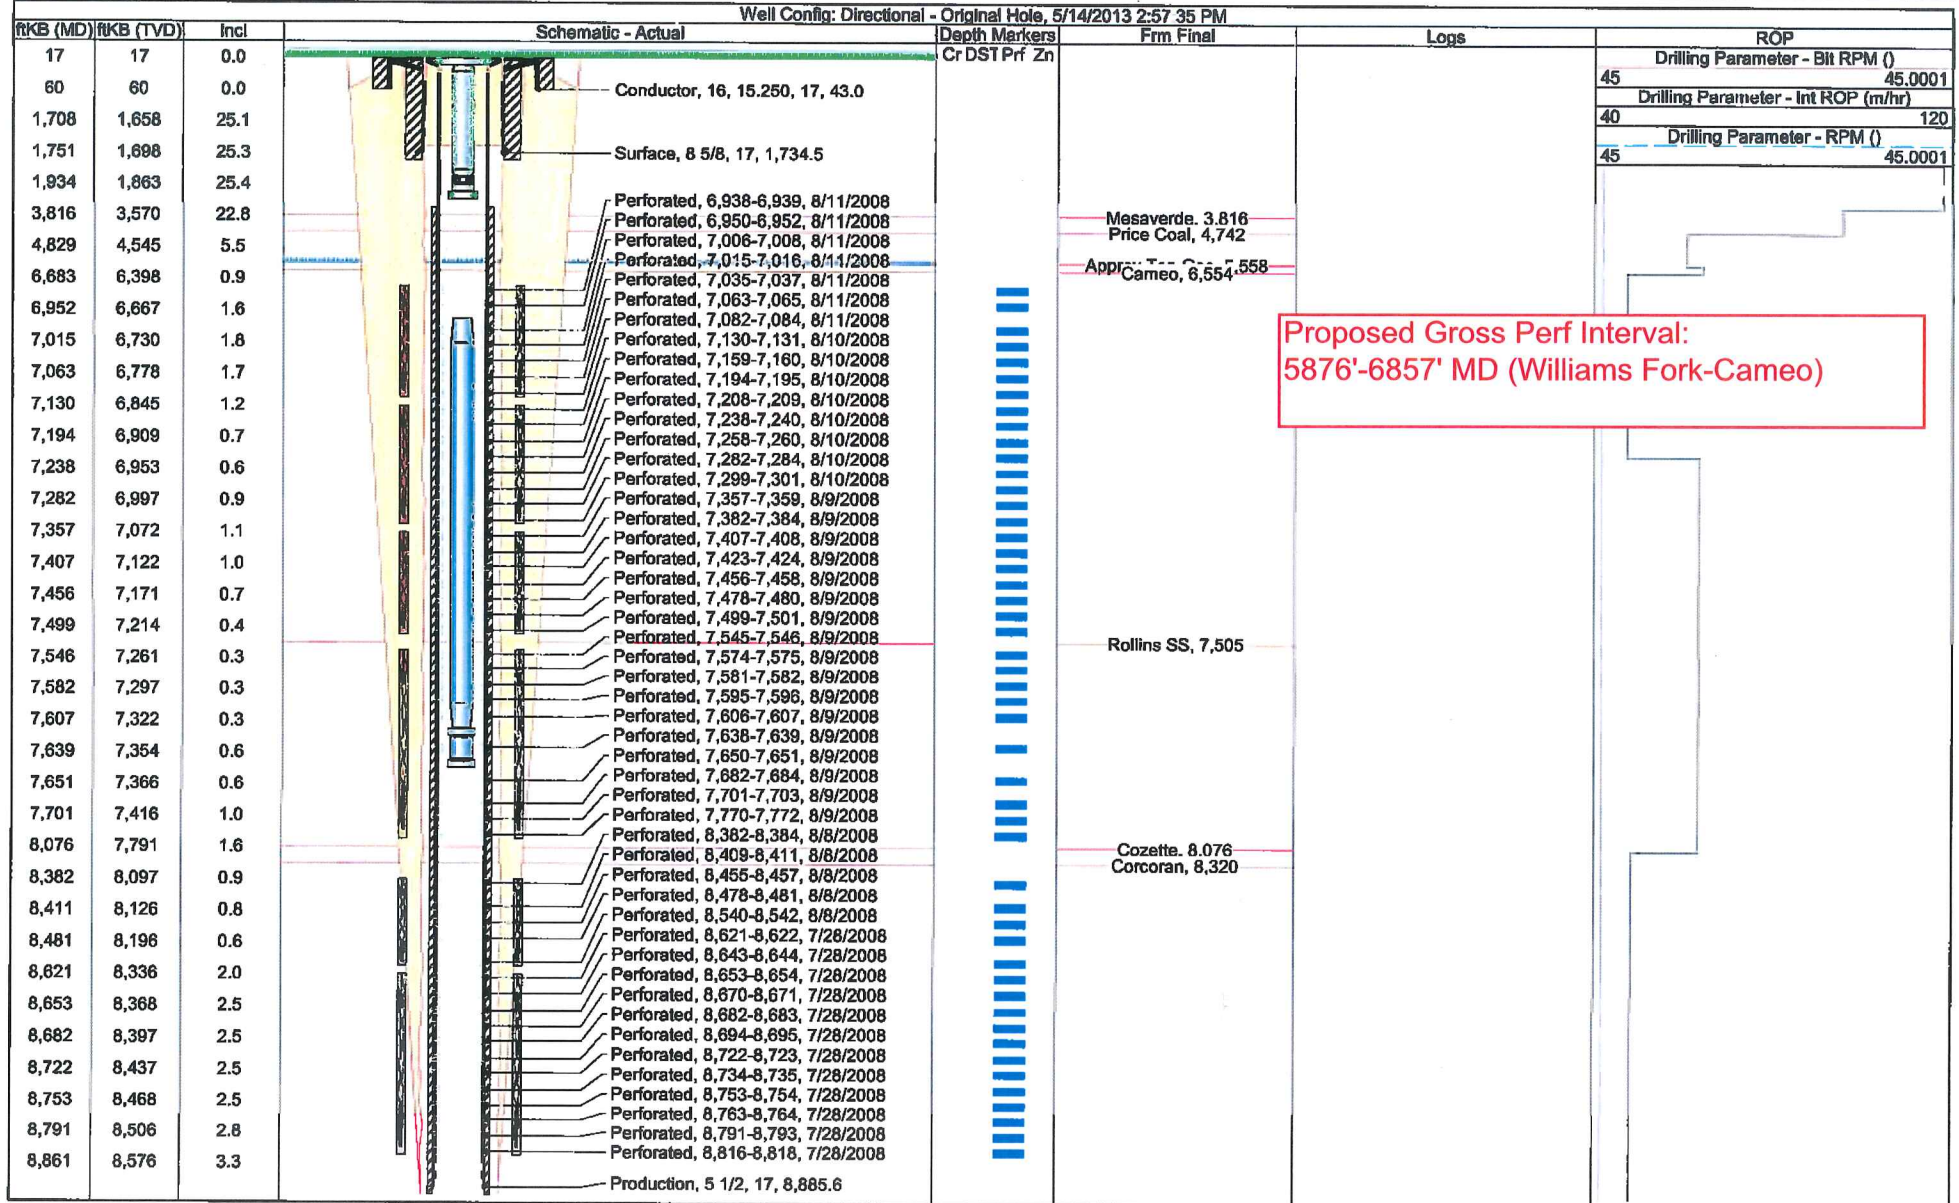 Well Config: Directional - Original Hole, 5/14/2013 2:57 35 PM
ftKB (MD) ftKB (TVD) Incl Schematic - Actual Depth Markers Frm Final Logs ROP
Cr DST Prf Zn
Drilling Parameter - Bit RPM ()
45 45.0001
Drilling Parameter - Int ROP (m/hr)
40 120
Drilling Parameter - RPM ()
45 45.0001
17 17 0.0
60 60 0.0
1,708 1,658 25.1
1,751 1,698 25.3
1,934 1,863 25.4
3,816 3,570 22.8
4,829 4,545 5.5
6,683 6,398 0.9
6,952 6,667 1.6
7,015 6,730 1.8
7,063 6,778 1.7
7,130 6,845 1.2
7,194 6,909 0.7
7,238 6,953 0.6
7,282 6,997 0.9
7,357 7,072 1.1
7,407 7,122 1.0
7,456 7,171 0.7
7,499 7,214 0.4
7,546 7,261 0.3
7,582 7,297 0.3
7,607 7,322 0.3
7,639 7,354 0.6
7,651 7,366 0.6
7,701 7,416 1.0
8,076 7,791 1.6
8,382 8,097 0.9
8,411 8,126 0.8
8,481 8,196 0.6
8,621 8,336 2.0
8,653 8,368 2.5
8,682 8,397 2.5
8,722 8,437 2.5
8,753 8,468 2.5
8,791 8,506 2.8
8,861 8,576 3.3
Conductor, 16, 15.250, 17, 43.0
Surface, 8 5/8, 17, 1,734.5
Perforated, 6,938-6,939, 8/11/2008
Perforated, 6,950-6,952, 8/11/2008
Perforated, 7,006-7,008, 8/11/2008
Perforated, 7,015-7,016, 8/11/2008
Perforated, 7,035-7,037, 8/11/2008
Perforated, 7,063-7,065, 8/11/2008
Perforated, 7,082-7,084, 8/11/2008
Perforated, 7,130-7,131, 8/10/2008
Perforated, 7,159-7,160, 8/10/2008
Perforated, 7,194-7,195, 8/10/2008
Perforated, 7,208-7,209, 8/10/2008
Perforated, 7,238-7,240, 8/10/2008
Perforated, 7,258-7,260, 8/10/2008
Perforated, 7,282-7,284, 8/10/2008
Perforated, 7,299-7,301, 8/10/2008
Perforated, 7,357-7,359, 8/9/2008
Perforated, 7,382-7,384, 8/9/2008
Perforated, 7,407-7,408, 8/9/2008
Perforated, 7,423-7,424, 8/9/2008
Perforated, 7,456-7,458, 8/9/2008
Perforated, 7,478-7,480, 8/9/2008
Perforated, 7,499-7,501, 8/9/2008
Perforated, 7,545-7,546, 8/9/2008
Perforated, 7,574-7,575, 8/9/2008
Perforated, 7,581-7,582, 8/9/2008
Perforated, 7,595-7,596, 8/9/2008
Perforated, 7,606-7,607, 8/9/2008
Perforated, 7,638-7,639, 8/9/2008
Perforated, 7,650-7,651, 8/9/2008
Perforated, 7,682-7,684, 8/9/2008
Perforated, 7,701-7,703, 8/9/2008
Perforated, 7,770-7,772, 8/9/2008
Perforated, 8,382-8,384, 8/8/2008
Perforated, 8,409-8,411, 8/8/2008
Perforated, 8,455-8,457, 8/8/2008
Perforated, 8,478-8,481, 8/8/2008
Perforated, 8,540-8,542, 8/8/2008
Perforated, 8,621-8,622, 7/28/2008
Perforated, 8,643-8,644, 7/28/2008
Perforated, 8,653-8,654, 7/28/2008
Perforated, 8,670-8,671, 7/28/2008
Perforated, 8,682-8,683, 7/28/2008
Perforated, 8,694-8,695, 7/28/2008
Perforated, 8,722-8,723, 7/28/2008
Perforated, 8,734-8,735, 7/28/2008
Perforated, 8,753-8,754, 7/28/2008
Perforated, 8,763-8,764, 7/28/2008
Perforated, 8,791-8,793, 7/28/2008
Perforated, 8,816-8,818, 7/28/2008
Production, 5 1/2, 17, 8,885.6
Mesaverde. 3.816
Price Coal, 4,742
Cameo, 6,554
Rollins SS, 7,505
Cozette. 8.076
Corcoran, 8,320
Proposed Gross Perf Interval:
5876'-6857' MD (Williams Fork-Cameo)